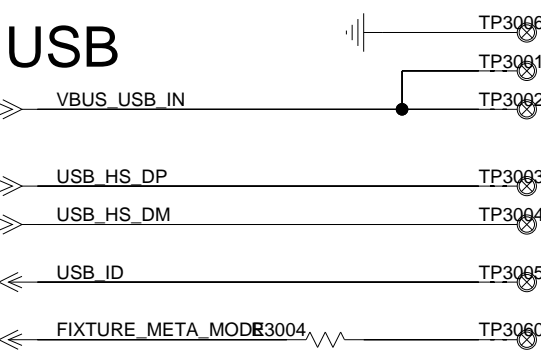 TP3006
USB
TP3001
VBUS_USB_IN TP3002
USB_HS_DP TP3003
USB_HS_DM TP3004
USB_ID TP3005
FIXTURE_META_MODE R3004 TP3060